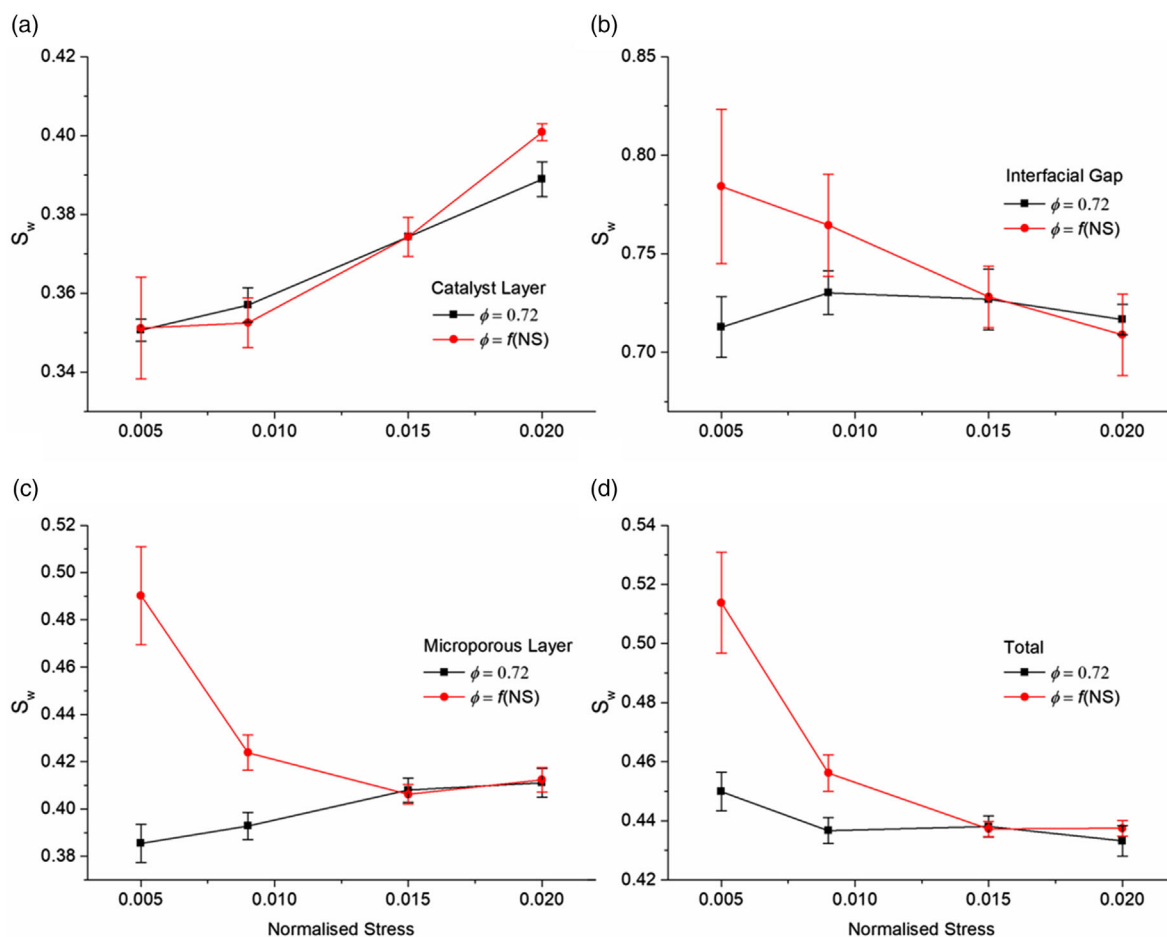 (a)
0.42
0.40
0.38
0.36
0.34
S_w
Catalyst Layer
ϕ = 0.72
ϕ = f(NS)
0.005 0.010 0.015 0.020
(b)
0.85
0.80
0.75
0.70
S_w
Interfacial Gap
ϕ = 0.72
ϕ = f(NS)
0.005 0.010 0.015 0.020
(c)
0.52
0.50
0.48
0.46
0.44
0.42
0.40
0.38
S_w
Microporous Layer
ϕ = 0.72
ϕ = f(NS)
0.005 0.010 0.015 0.020
Normalised Stress
(d)
0.54
0.52
0.50
0.48
0.46
0.44
0.42
S_w
Total
ϕ = 0.72
ϕ = f(NS)
0.005 0.010 0.015 0.020
Normalised Stress